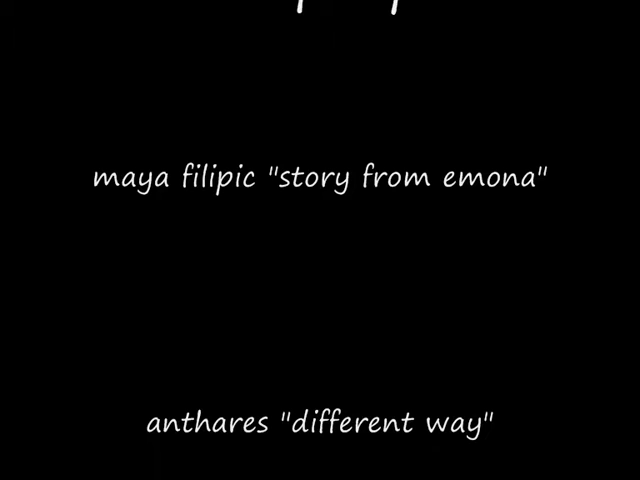 maya filipic "story from emona"
anthares "different way"